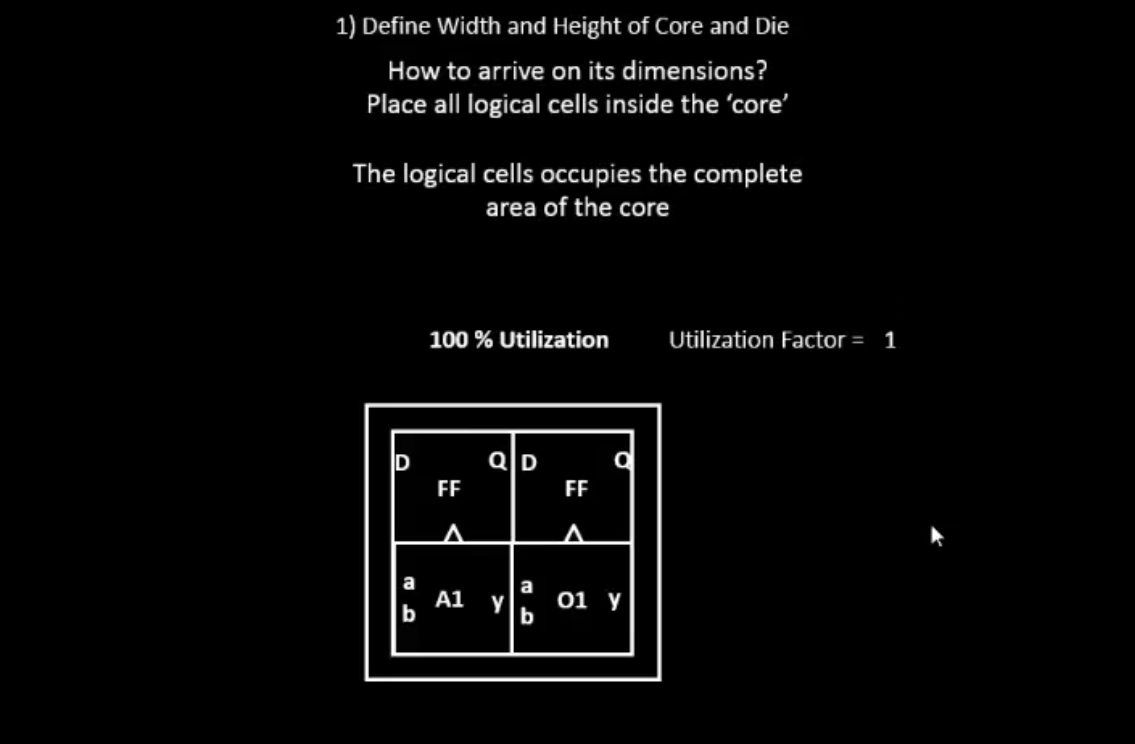 1) Define Width and Height of Core and Die
How to arrive on its dimensions?
Place all logical cells inside the ‘core’
The logical cells occupies the complete
area of the core
100 % Utilization Utilization Factor = 1
D Q D Q
FF FF
a A1 y a O1 y
b b